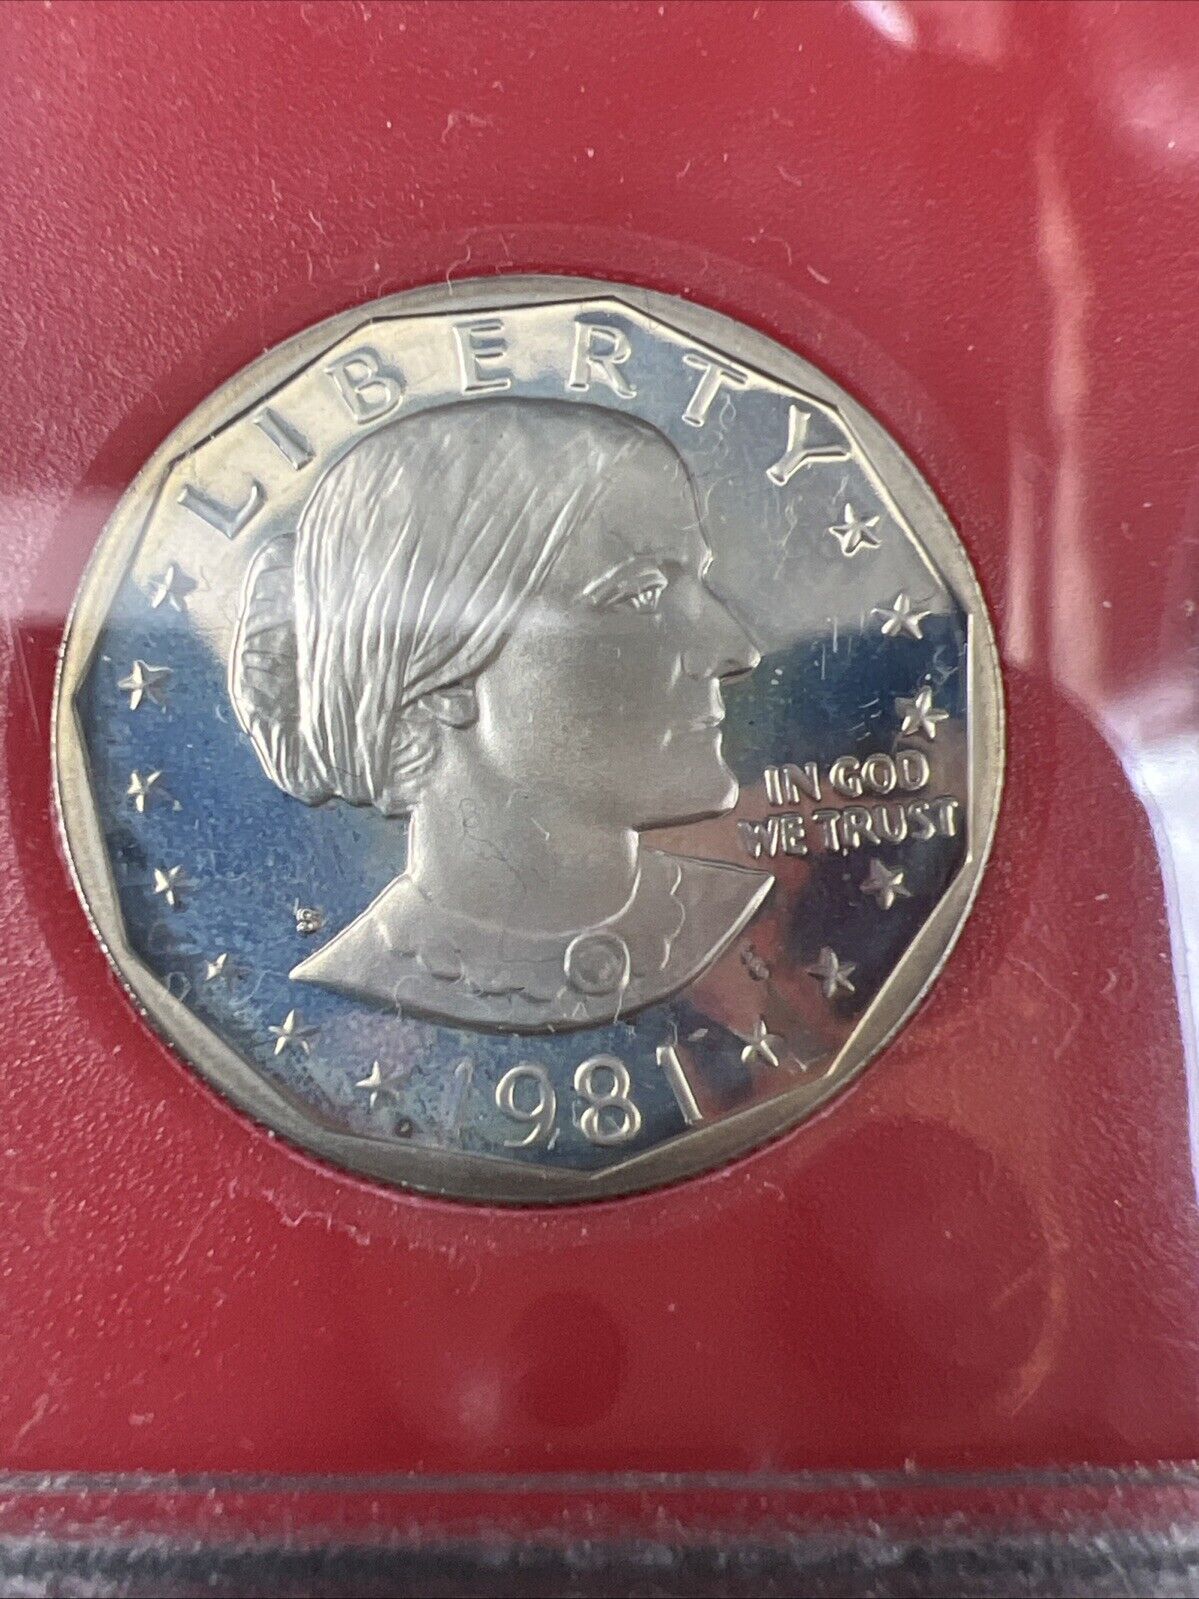 LIBERTY
IN GOD
WE TRUST
S
1981